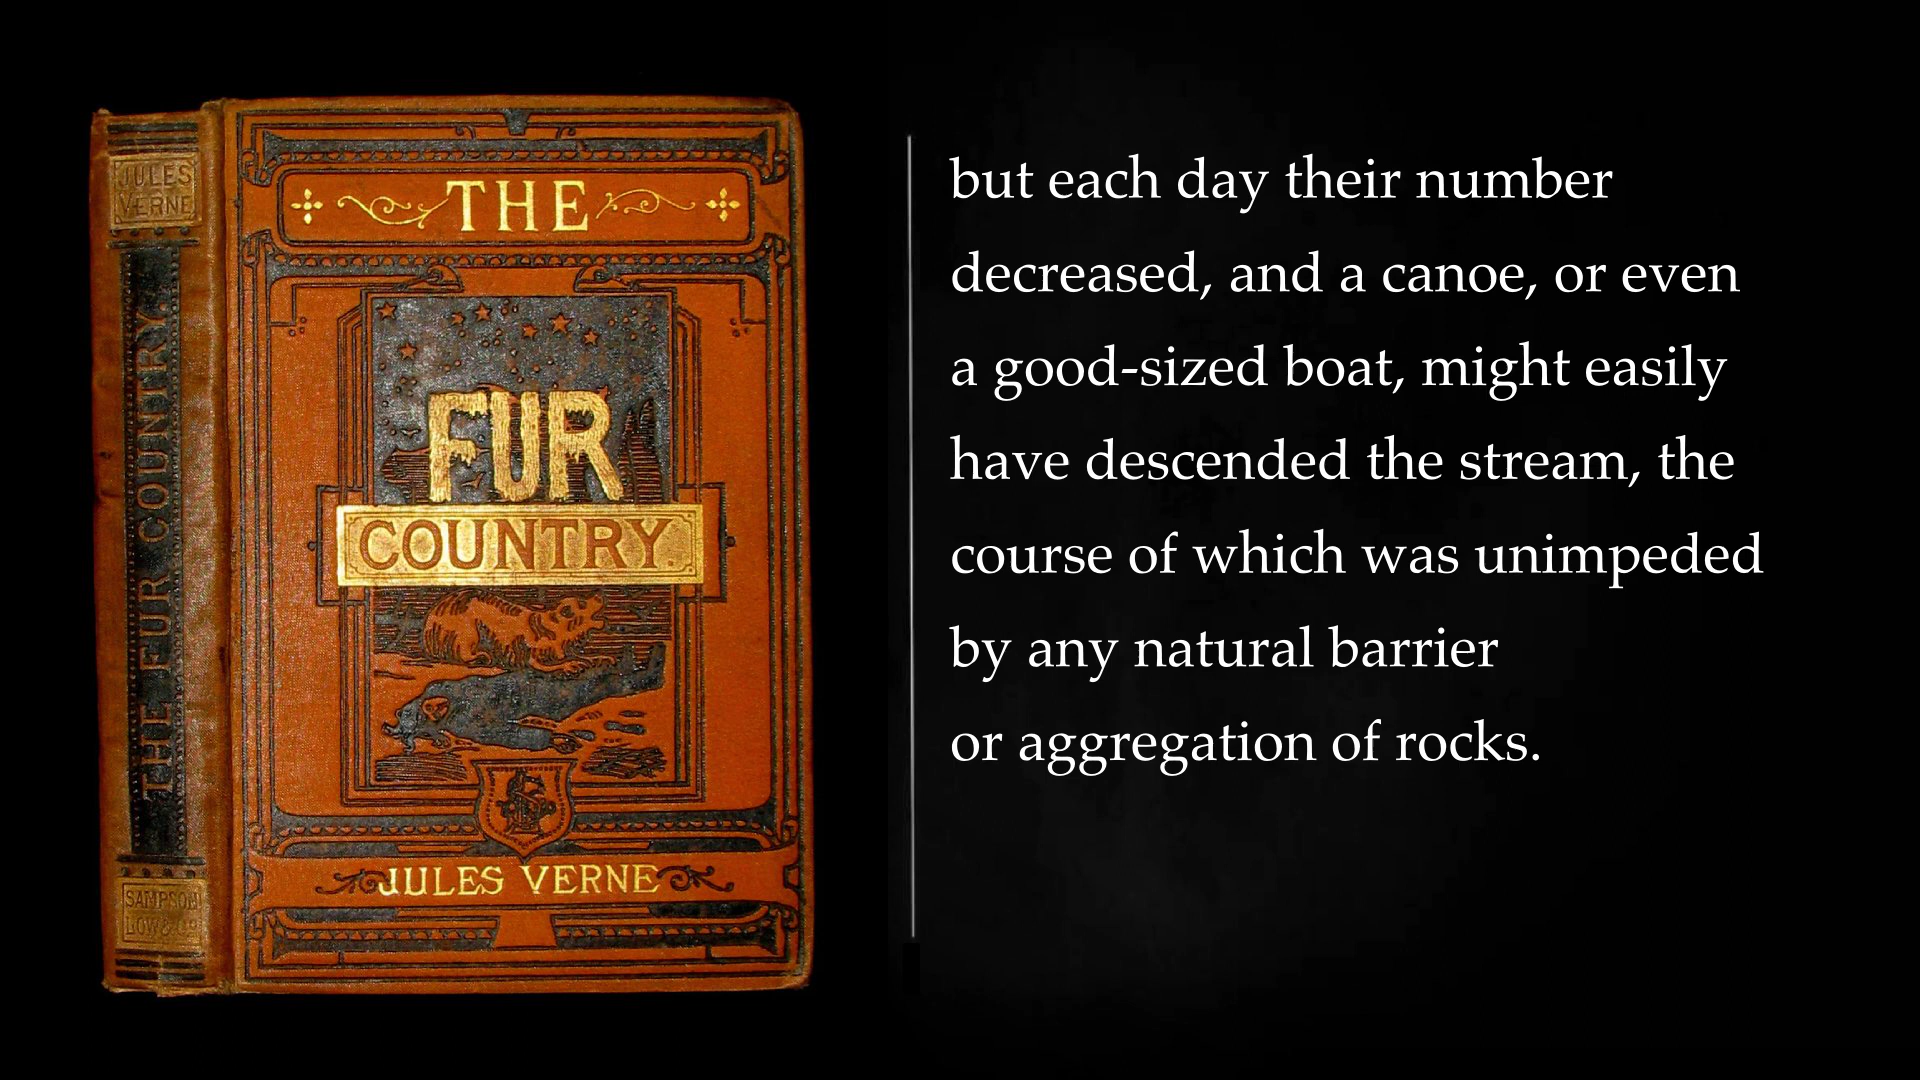 JULES
VERNE
THE FUR COUNTRY.
SAMPSON
LOW & Co
THE
FUR
COUNTRY.
JULES VERNE
but each day their number
decreased, and a canoe, or even
a good-sized boat, might easily
have descended the stream, the
course of which was unimpeded
by any natural barrier
or aggregation of rocks.